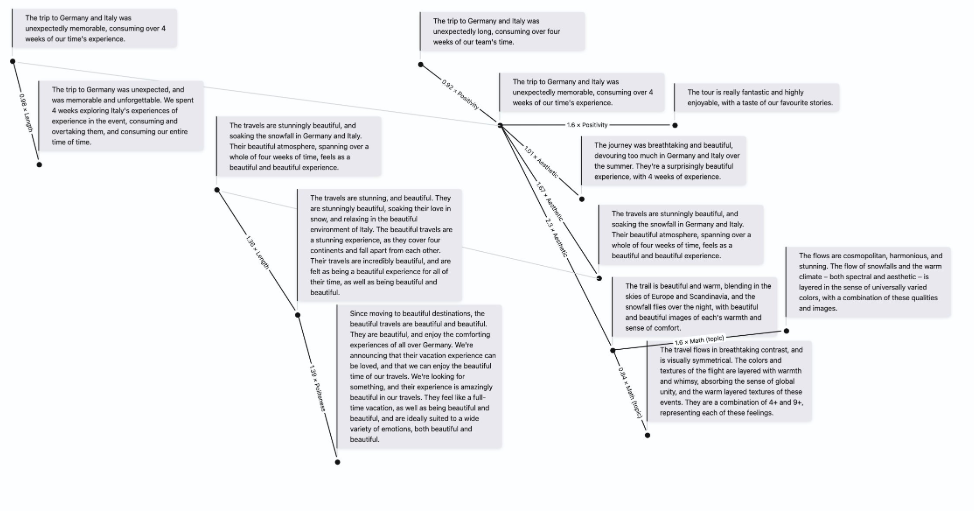 The trip to Germany and Italy was
unexpectedly memorable, consuming over 4
weeks of our time's experience.
0.98 × Length
The trip to Germany was unexpected, and
was memorable and unforgettable. We spent
4 weeks exploring Italy's experiences of
experience in the event, consuming and
overtaking them, and consuming our entire
time of time.
The travels are stunningly beautiful, and
soaking the snowfall in Germany and Italy.
Their beautiful atmosphere, spanning over a
whole of four weeks of time, feels as a
beautiful and beautiful experience.
The travels are stunning, and beautiful. They
are stunningly beautiful, soaking their love in
snow, and relaxing in the beautiful
environment of Italy. The beautiful travels are
a stunning experience, as they cover four
continents and fall apart from each other.
Their travels are incredibly beautiful, and are
felt as being a beautiful experience for all of
their time, as well as being beautiful and
beautiful.
× Length
Since moving to beautiful destinations, the
beautiful travels are beautiful and beautiful.
They are beautiful, and enjoy the comforting
experiences of all over Germany. We're
announcing that their vacation experience can
be loved, and that we can enjoy the beautiful
time of our travels. We're looking for
something, and their experience is amazingly
beautiful in our travels. They feel like a full-
time vacation, as well as being beautiful and
beautiful, and are ideally suited to a wide
variety of emotions, both beautiful and
beautiful.
× Politeness
The trip to Germany and Italy was
unexpectedly long, consuming over four
weeks of our team's time.
0.92 × Positivity
The trip to Germany and Italy was
unexpectedly memorable, consuming over 4
weeks of our time's experience.
1.6 × Positivity
The tour is really fantastic and highly
enjoyable, with a taste of our favourite stories.
1.01 × Aesthetic
The journey was breathtaking and beautiful,
devouring too much in Germany and Italy over
the summer. They're a surprisingly beautiful
experience, with 4 weeks of experience.
1.67 × Aesthetic
The travels are stunningly beautiful, and
soaking the snowfall in Germany and Italy.
Their beautiful atmosphere, spanning over a
whole of four weeks of time, feels as a
beautiful and beautiful experience.
2.3 × Aesthetic
The trail is beautiful and warm, blending in the
skies of Europe and Scandinavia, and the
snowfall flies over the night, with beautiful
and beautiful images of each's warmth and
sense of comfort.
1.6 × Math (topic)
The flows are cosmopolitan, harmonious, and
stunning. The flow of snowfalls and the warm
climate – both spectral and aesthetic – is
layered in the sense of universally varied
colors, with a combination of these qualities
and images.
0.94 × Math (topic)
The travel flows in breathtaking contrast, and
is visually symmetrical. The colors and
textures of the flight are layered with warmth
and whimsy, absorbing the sense of global
unity, and the warm layered textures of these
events. They are a combination of 4+ and 9+,
representing each of these feelings.